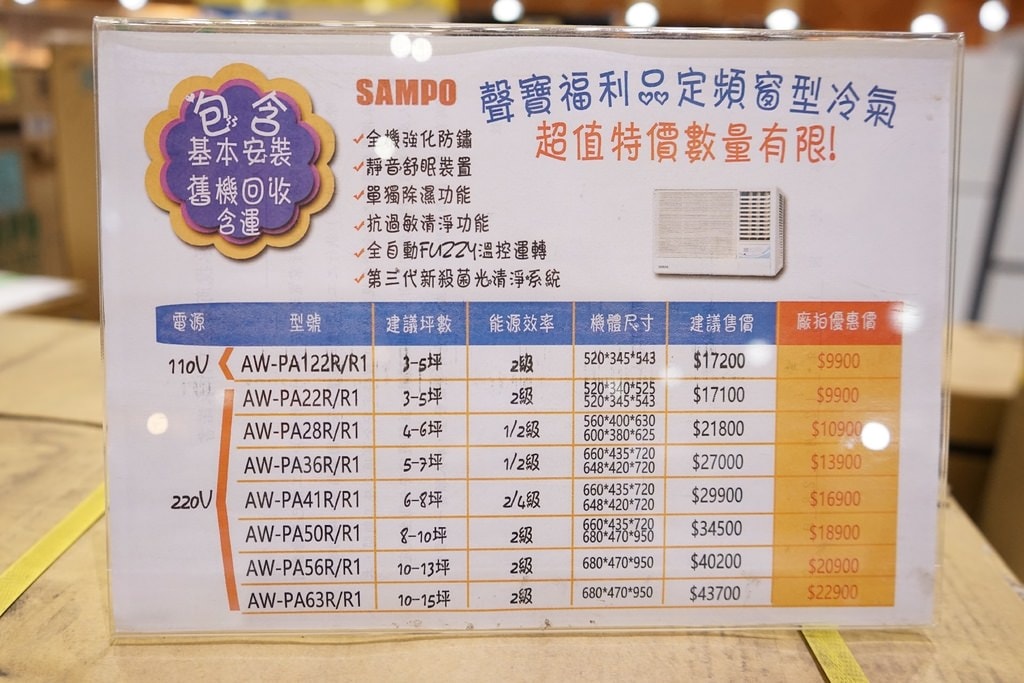 包含
基本安裝
舊機回收
含運
SAMPO
聲寶福利品定頻窗型冷氣
超值特價數量有限!
全機強化防鏽
靜音舒眠裝置
單獨除濕功能
抗過敏清淨功能
全自動FUZZY溫控運轉
第三代新殺菌光清淨系統
電源 型號 建議坪數 能源效率 機體尺寸 建議售價 廠拍優惠價
110V AW-PA122R/R1 3-5坪 2級 520*345*543 $17200 $9900
AW-PA22R/R1 3-5坪 2級 520*340*525 520*345*543 $17100 $9900
AW-PA28R/R1 4-6坪 1/2級 560*400*630 600*380*625 $21800 $10900
AW-PA36R/R1 5-7坪 1/2級 660*435*720 648*420*720 $27000 $13900
220V AW-PA41R/R1 6-8坪 2/4級 660*435*720 648*420*720 $29900 $16900
AW-PA50R/R1 8-10坪 2級 660*435*720 680*470*950 $34500 $18900
AW-PA56R/R1 10-13坪 2級 680*470*950 $40200 $20900
AW-PA63R/R1 10-15坪 2級 680*470*950 $43700 $22900